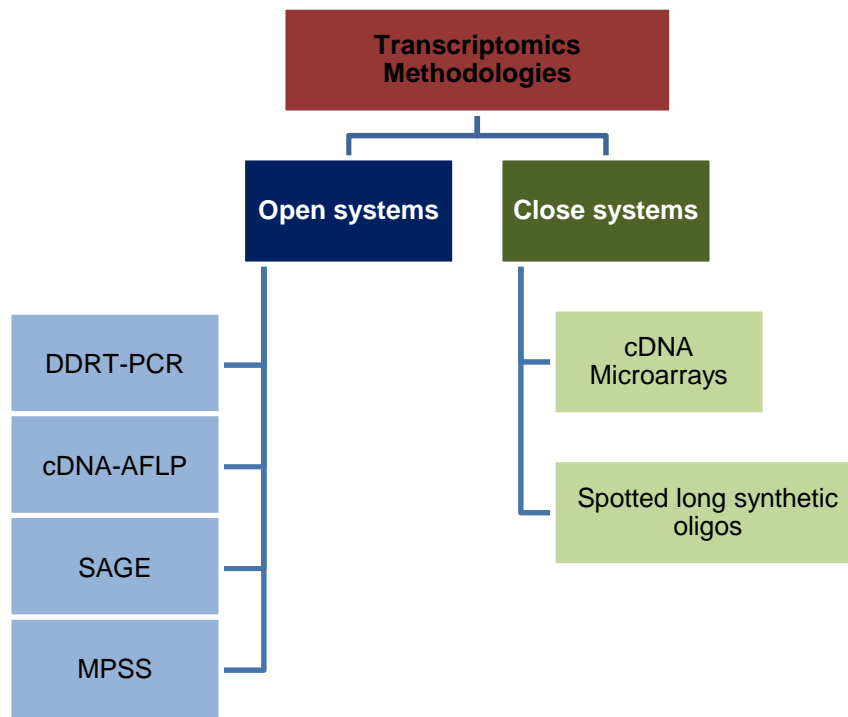 Transcriptomics
Methodologies
Open systems
Close systems
DDRT-PCR
cDNA-AFLP
SAGE
MPSS
cDNA
Microarrays
Spotted long synthetic
oligos